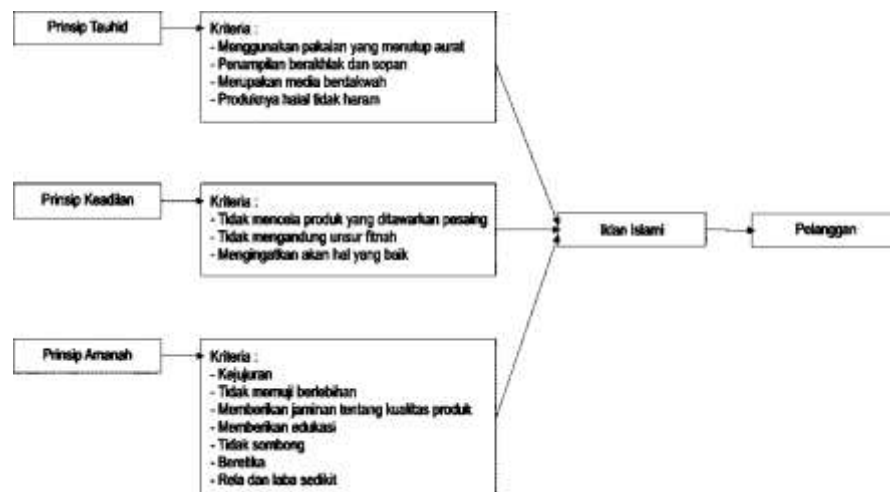 Prinsip Tauhid
Kriteria :
- Menggunakan pakaian yang menutup aurat
- Penampilan berakhlak dan sopan
- Merupakan media berdakwah
- Produknya halal tidak haram
Prinsip Keadilan
Kriteria :
- Tidak mencela produk yang ditawarkan pesaing
- Tidak mengandung unsur fitnah
- Mengingatkan akan hal yang baik
Iklan Islami
Pelanggan
Prinsip Amanah
Kriteria :
- Kejujuran
- Tidak memuji berlebihan
- Memberikan jaminan tentang kualitas produk
- Memberikan edukasi
- Tidak sombong
- Beretika
- Rela dan laba sedikit